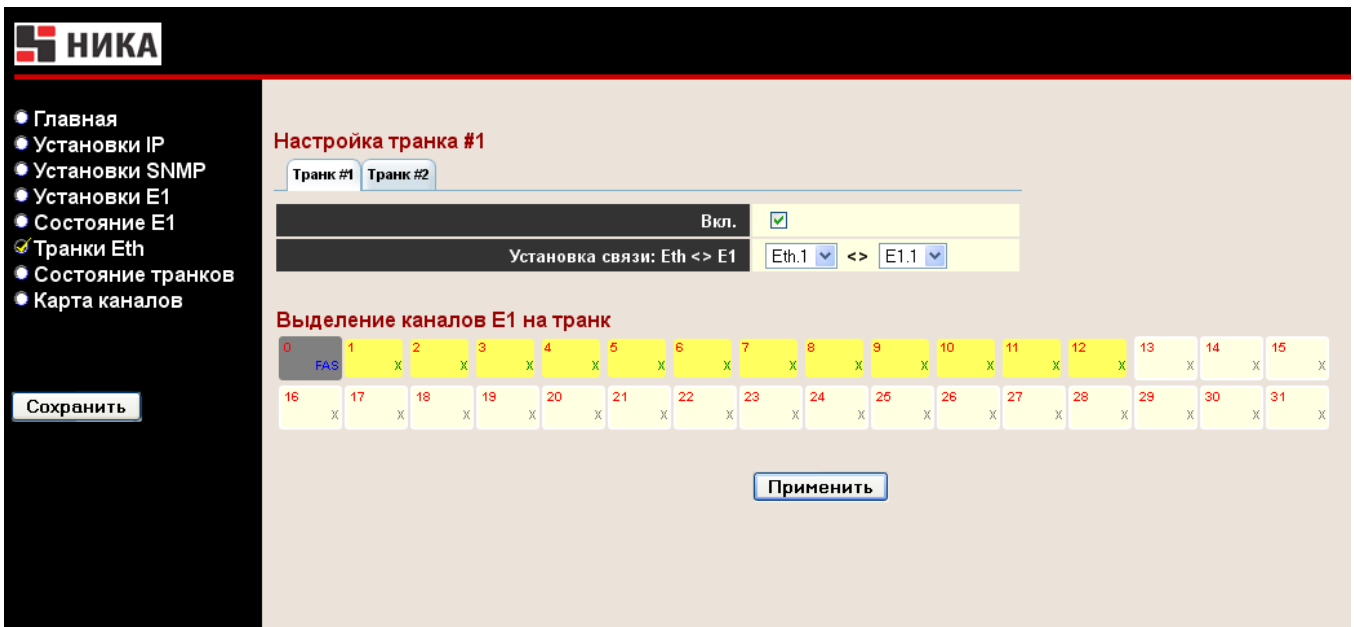 НИКА
Главная
Установки IP
Установки SNMP
Установки E1
Состояние E1
Транки Eth
Состояние транков
Карта каналов
Сохранить
Настройка транка #1
Транк #1 Транк #2
Вкл.
Установка связи: Eth <> E1 Eth.1 <> E1.1
Выделение каналов E1 на транк
0 1 2 3 4 5 6 7 8 9 10 11 12 13 14 15
FAS X X X X X X X X X X X X X X X
16 17 18 19 20 21 22 23 24 25 26 27 28 29 30 31
X X X X X X X X X X X X X X X X
Применить